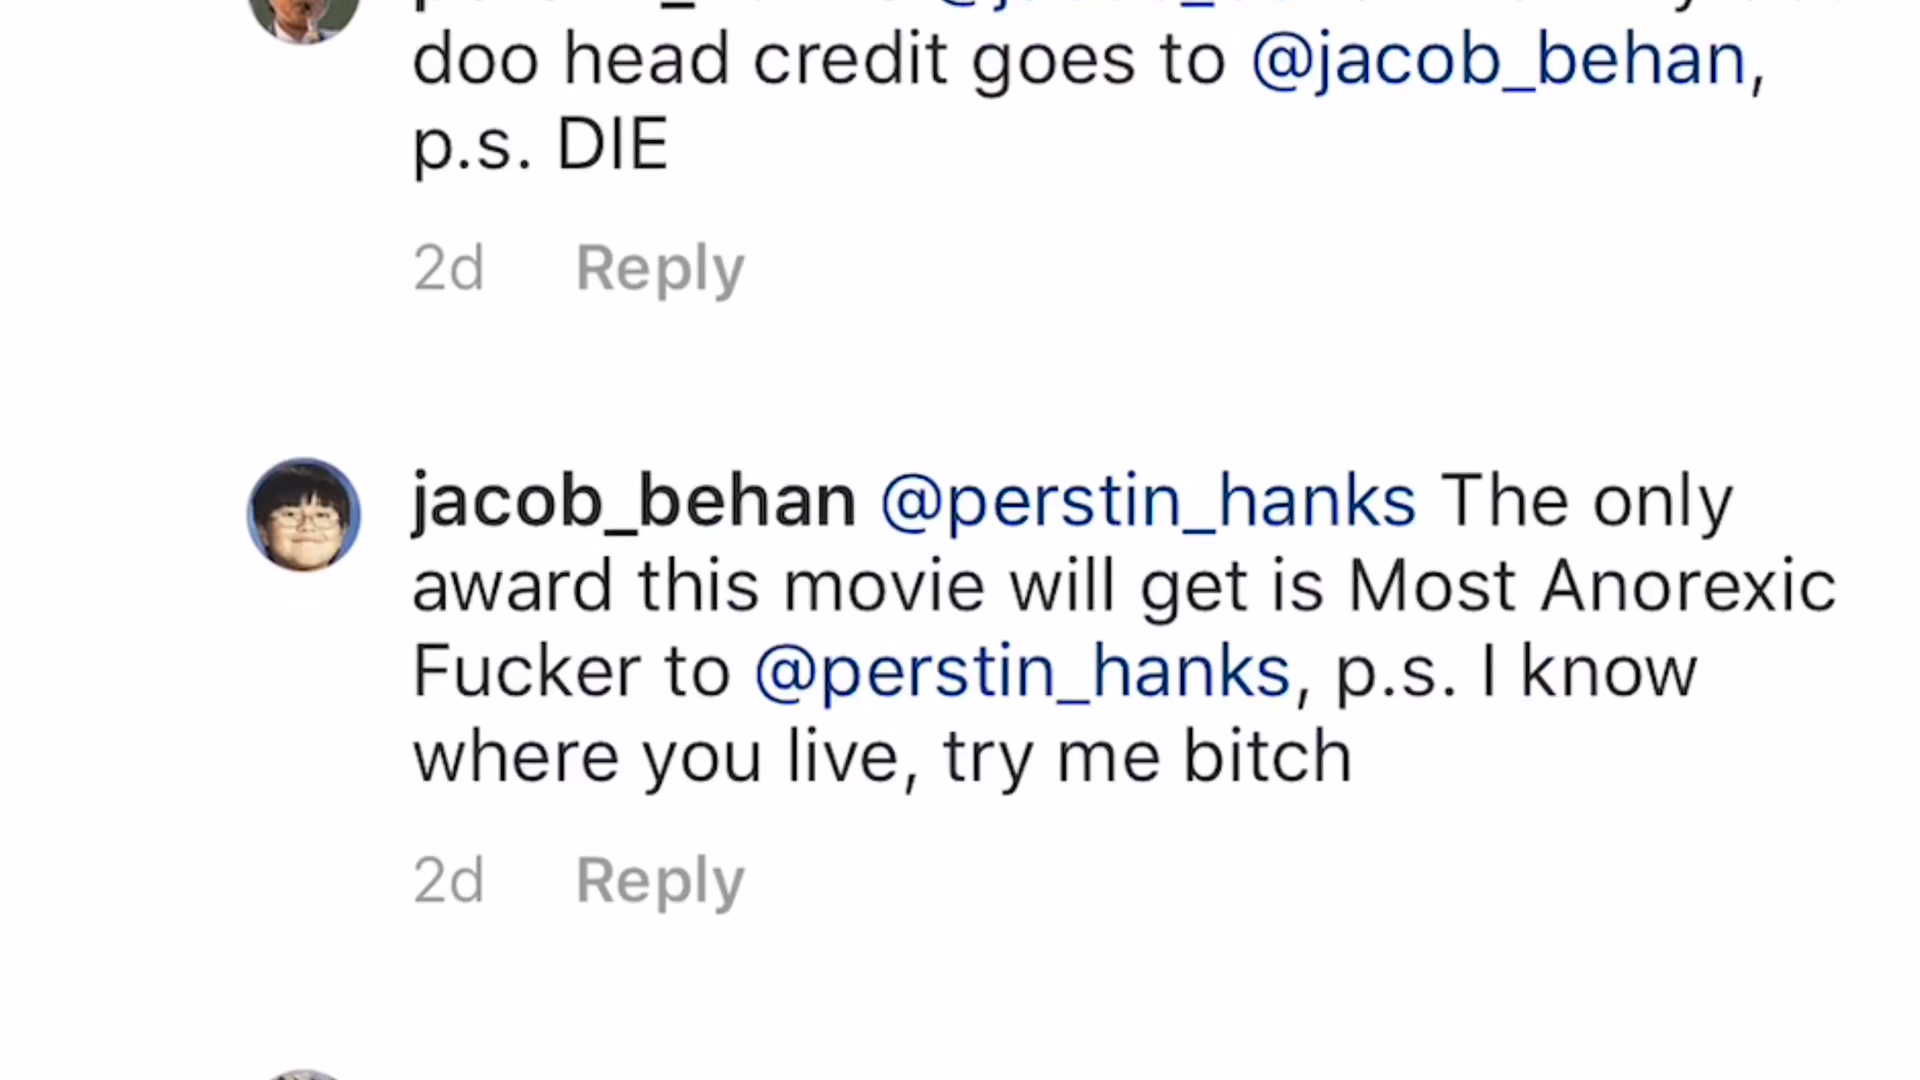 doo head credit goes to @jacob_behan,
p.s. DIE
2d Reply
jacob_behan @perstin_hanks The only
award this movie will get is Most Anorexic
Fucker to @perstin_hanks, p.s. I know
where you live, try me bitch
2d Reply